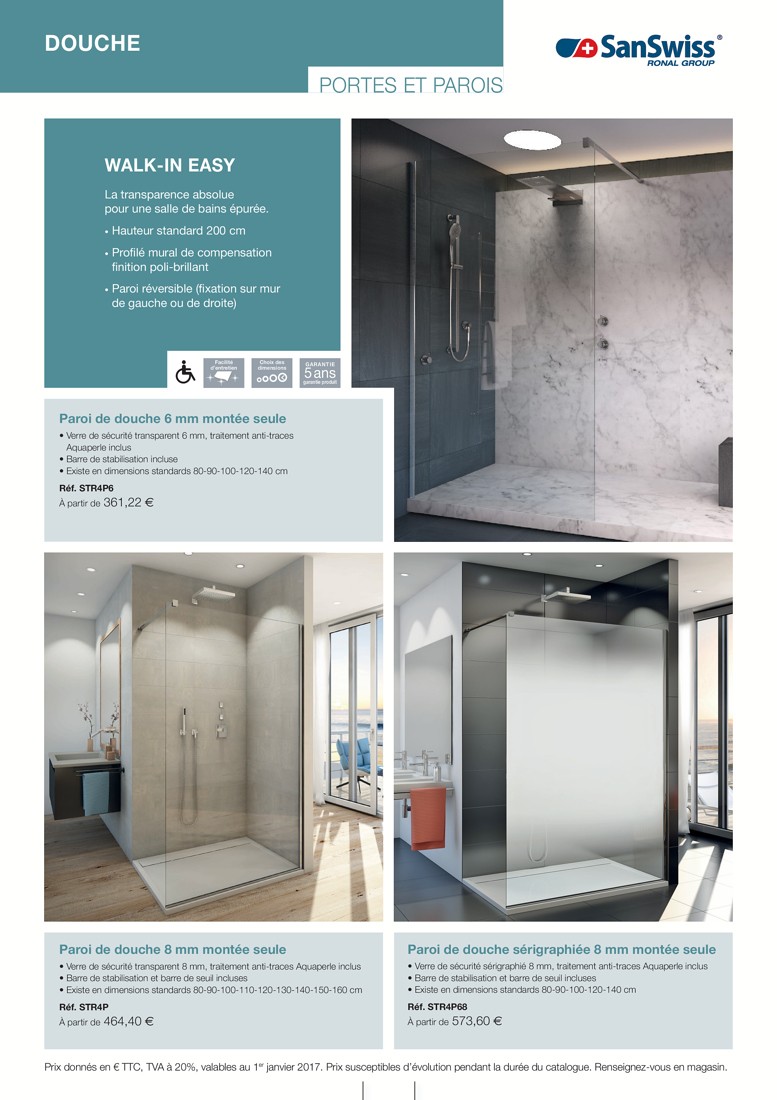 DOUCHE
SanSwiss®
RONAL GROUP
PORTES ET PAROIS
WALK-IN EASY
La transparence absolue
pour une salle de bains épurée.
• Hauteur standard 200 cm
• Profilé mural de compensation
finition poli-brillant
• Paroi réversible (fixation sur mur
de gauche ou de droite)
Facilité
d'entretien
Choix des
dimensions
GARANTIE
5 ans
garantie produit
Paroi de douche 6 mm montée seule
• Verre de sécurité transparent 6 mm, traitement anti-traces
Aquaperle inclus
• Barre de stabilisation incluse
• Existe en dimensions standards 80-90-100-120-140 cm
Réf. STR4P6
À partir de 361,22 €
Paroi de douche 8 mm montée seule
• Verre de sécurité transparent 8 mm, traitement anti-traces Aquaperle inclus
• Barre de stabilisation et barre de seuil incluses
• Existe en dimensions standards 80-90-100-110-120-130-140-150-160 cm
Réf. STR4P
À partir de 464,40 €
Paroi de douche sérigraphiée 8 mm montée seule
• Verre de sécurité sérigraphié 8 mm, traitement anti-traces Aquaperle inclus
• Barre de stabilisation et barre de seuil incluses
• Existe en dimensions standards 80-90-100-120-140 cm
Réf. STR4P68
À partir de 573,60 €
Prix donnés en € TTC, TVA à 20%, valables au 1er janvier 2017. Prix susceptibles d'évolution pendant la durée du catalogue. Renseignez-vous en magasin.